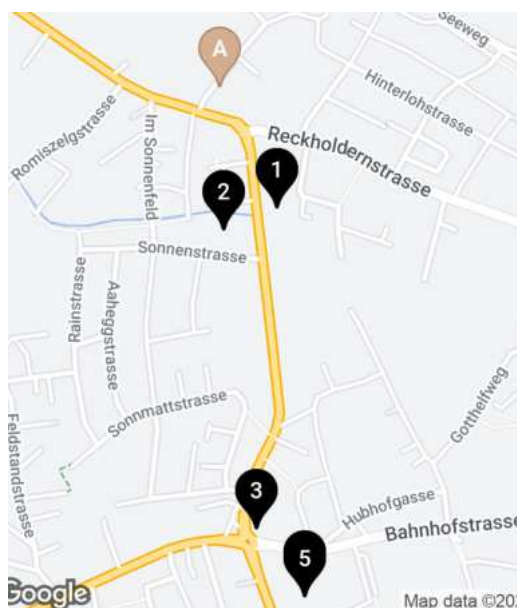 Seeweg
A
Hinterlohstrasse
Romiszelgstrasse
Im Sonnenfeld
Reckholdernstrasse
1
2
Sonnenstrasse
Rainstrasse
Aaheggstrasse
Gotthelfweg
Sonnmattstrasse
Feldstandstrasse
3
Hubhofgasse
Bahnhofstrasse
5
Google
Map data ©20